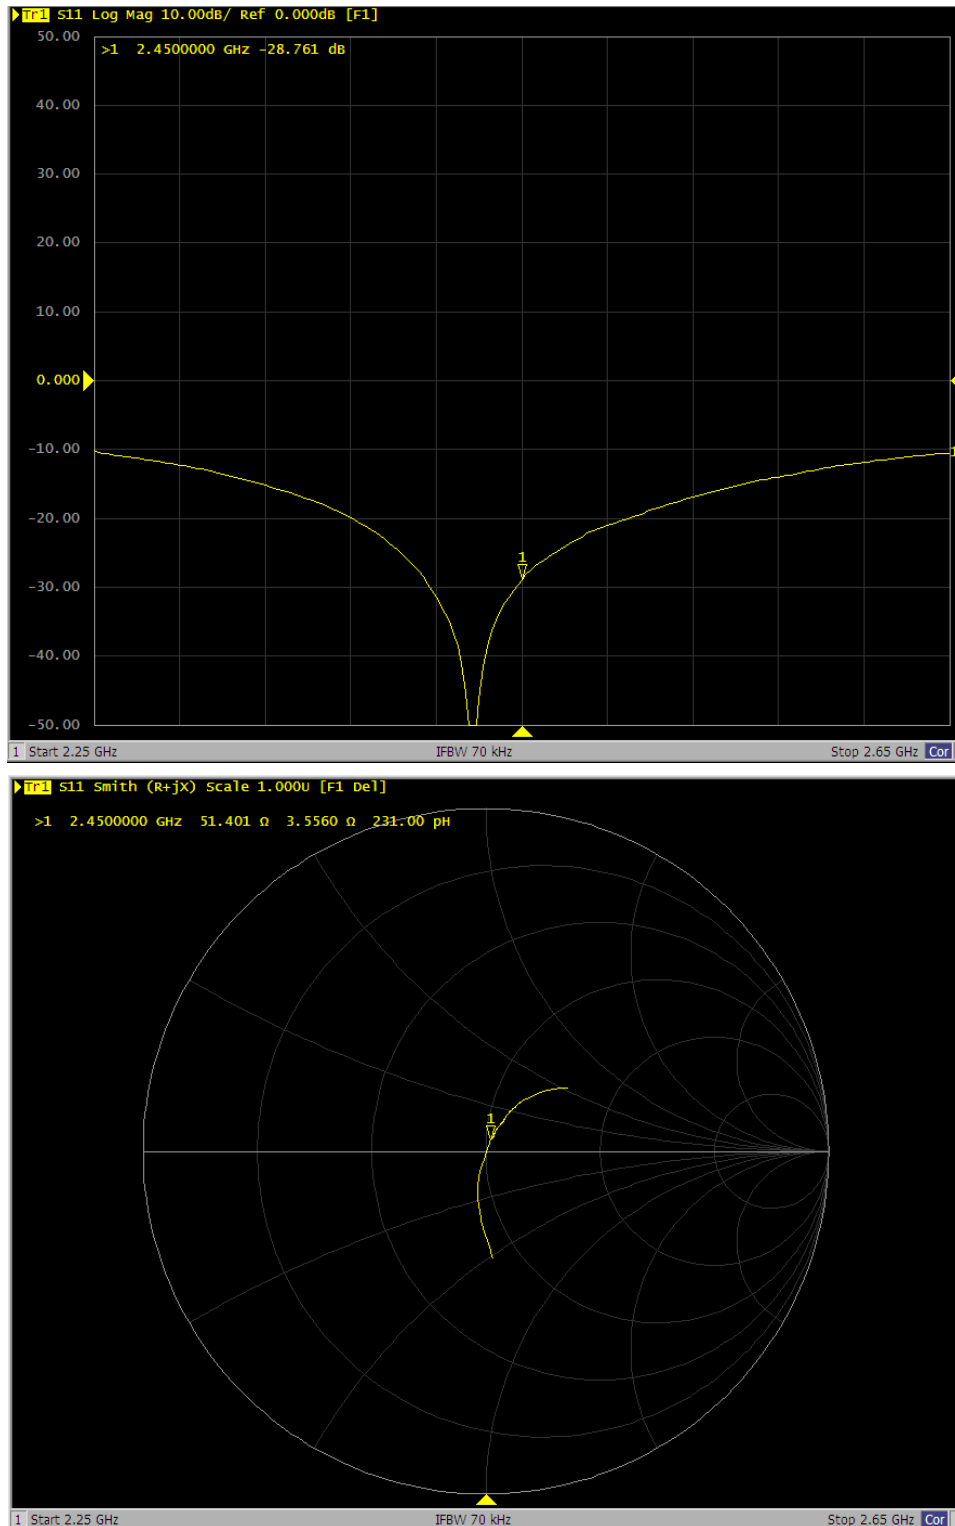 Tr1 S11 Log Mag 10.00dB/ Ref 0.000dB [F1]
50.00
>1 2.4500000 GHz -28.761 dB
40.00
30.00
20.00
10.00
0.000
-10.00
1
-20.00
1
-30.00
-40.00
-50.00
1 Start 2.25 GHz IFBW 70 kHz Stop 2.65 GHz Cor
Tr1 S11 Smith (R+jX) Scale 1.000U [F1 Del]
>1 2.4500000 GHz 51.401 Ω 3.5560 Ω 231.00 pH
1
1 Start 2.25 GHz IFBW 70 kHz Stop 2.65 GHz Cor